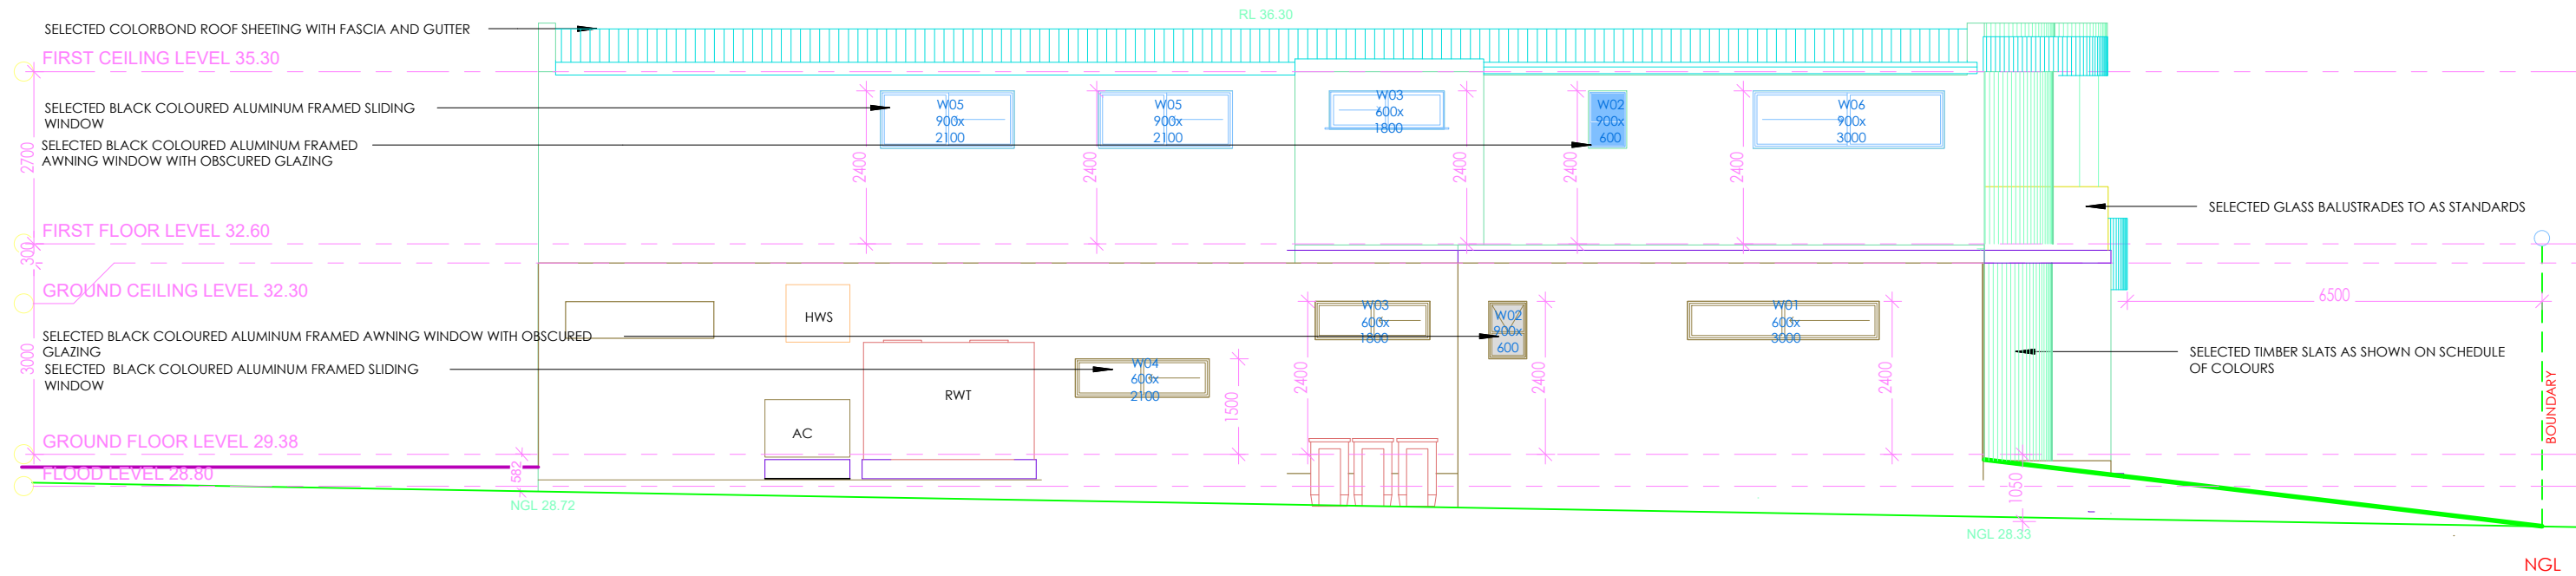 RL 36.30
SELECTED COLORBOND ROOF SHEETING WITH FASCIA AND GUTTER
FIRST CEILING LEVEL 35.30
SELECTED BLACK COLOURED ALUMINUM FRAMED SLIDING
WINDOW
SELECTED BLACK COLOURED ALUMINUM FRAMED
AWNING WINDOW WITH OBSCURED GLAZING
2700
W05
900x
2100
W05
900x
2100
W03
600x
1800
W02
900x
600
W06
900x
3000
2400
2400
2400
2400
2400
SELECTED GLASS BALUSTRADES TO AS STANDARDS
FIRST FLOOR LEVEL 32.60
300
GROUND CEILING LEVEL 32.30
6500
HWS
W03
600x
1800
W02
900x
600
W01
600x
3000
SELECTED BLACK COLOURED ALUMINUM FRAMED AWNING WINDOW WITH OBSCURED
GLAZING
SELECTED  BLACK COLOURED ALUMINUM FRAMED SLIDING
WINDOW
3000
W04
600x
2100
RWT
AC
1500
2400
2400
2400
SELECTED TIMBER SLATS AS SHOWN ON SCHEDULE
OF COLOURS
BOUNDARY
GROUND FLOOR LEVEL 29.38
FLOOD LEVEL 28.80
582
1050
NGL 28.72
NGL 28.33
NGL